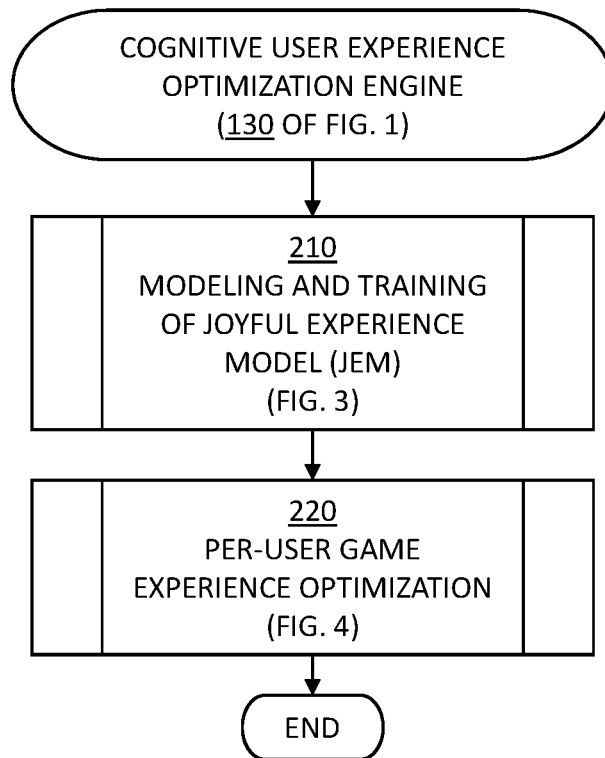 COGNITIVE USER EXPERIENCE
OPTIMIZATION ENGINE
(130 OF FIG. 1)
210
MODELING AND TRAINING
OF JOYFUL EXPERIENCE
MODEL (JEM)
(FIG. 3)
220
PER-USER GAME
EXPERIENCE OPTIMIZATION
(FIG. 4)
END